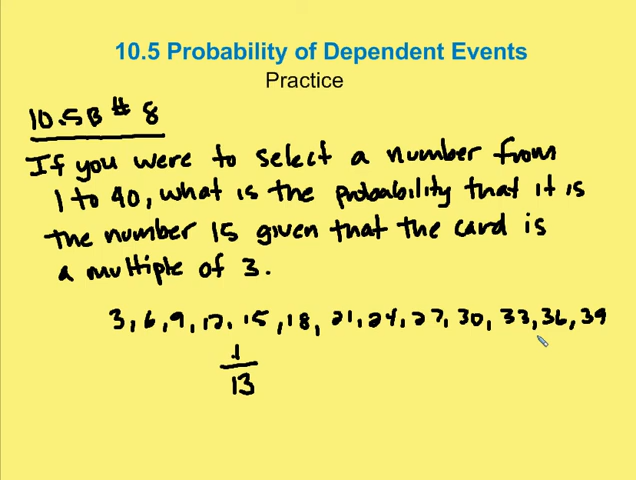 10.5 Probability of Dependent Events
Practice
10.5B # 8
If you were to select a number from
1 to 40, what is the probability that it is
the number 15 given that the card is
a multiple of 3.
3, 6, 9, 12, 15, 18, 21, 24, 27, 30, 33, 36, 39
1
13